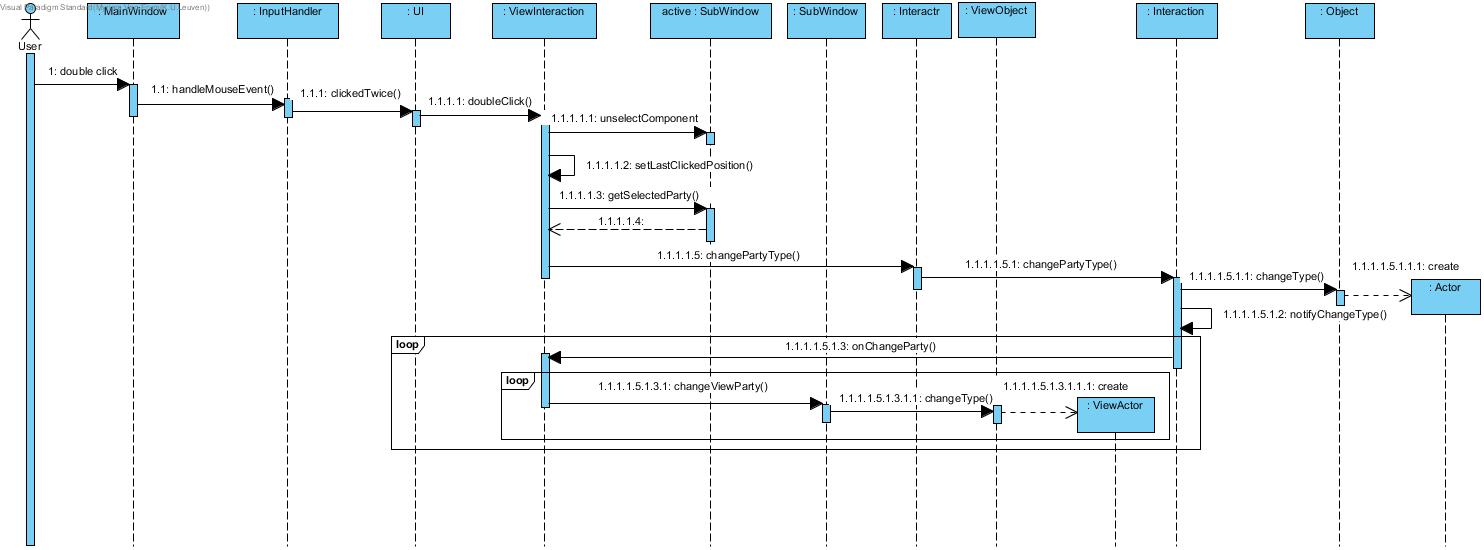 Visual Paradigm Standard
: MainWindow
: InputHandler
: UI
: ViewInteraction
active : SubWindow
: SubWindow
: Interactr
: ViewObject
: Interaction
: Object
User
1: double click
1.1: handleMouseEvent()
1.1.1: clickedTwice()
1.1.1.1: doubleClick()
1.1.1.1.1: unselectComponent
1.1.1.1.2: setLastClickedPosition()
1.1.1.1.3: getSelectedParty()
1.1.1.1.4:
1.1.1.1.5: changePartyType()
1.1.1.1.5.1: changePartyType()
1.1.1.1.5.1.1: changeType()
1.1.1.1.5.1.1.1: create
: Actor
1.1.1.1.5.1.2: notifyChangeType()
loop
1.1.1.1.5.1.3: onChangeParty()
loop
1.1.1.1.5.1.3.1: changeViewParty()
1.1.1.1.5.1.3.1.1: changeType()
1.1.1.1.5.1.3.1.1.1: create
: ViewActor